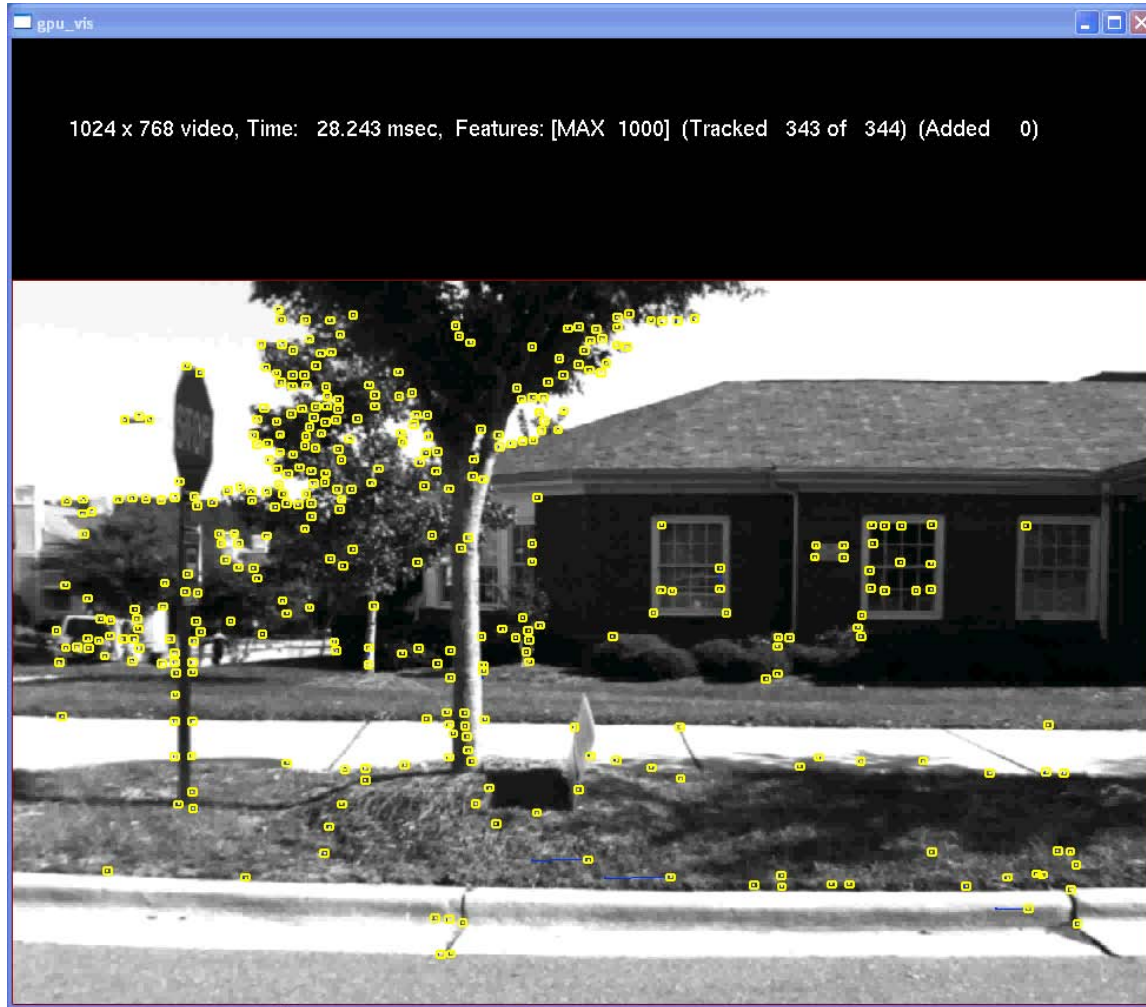 gpu_vis
1024 x 768 video, Time: 28.243 msec, Features: [MAX 1000] (Tracked 343 of 344) (Added 0)
STOP